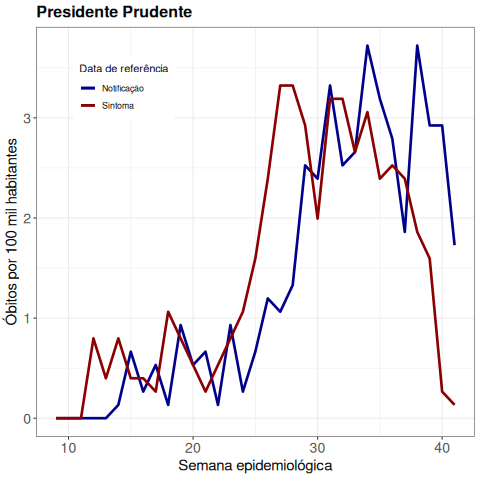 Presidente Prudente
Data de referência
Notificação
Sintoma
Óbitos por 100 mil habitantes
3
2
1
0
10
20
30
40
Semana epidemiológica